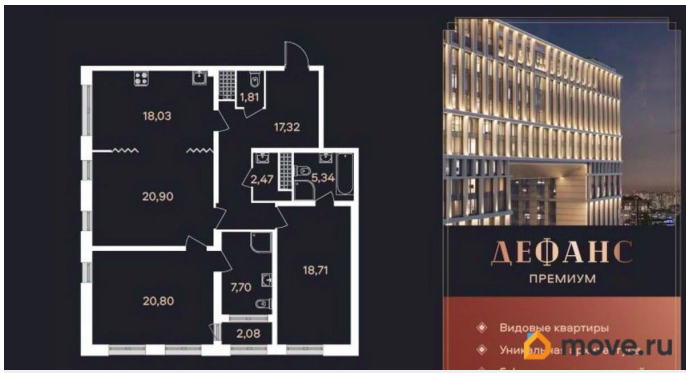 1,81
18,03
17,32
2,47
5,34
20,90
18,71
7,70
20,80
2,08
ДЕФАНС
ПРЕМИУМ
Видовые квартиры
move.ru